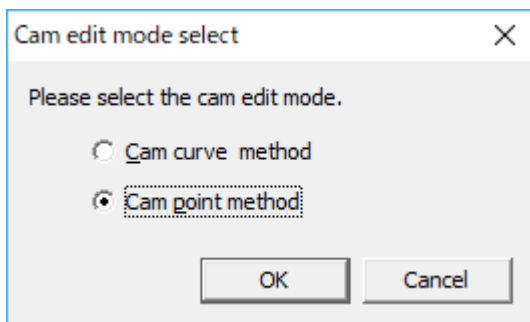 Cam edit mode select
Please select the cam edit mode.
Cam curve  method
Cam point method
OK Cancel